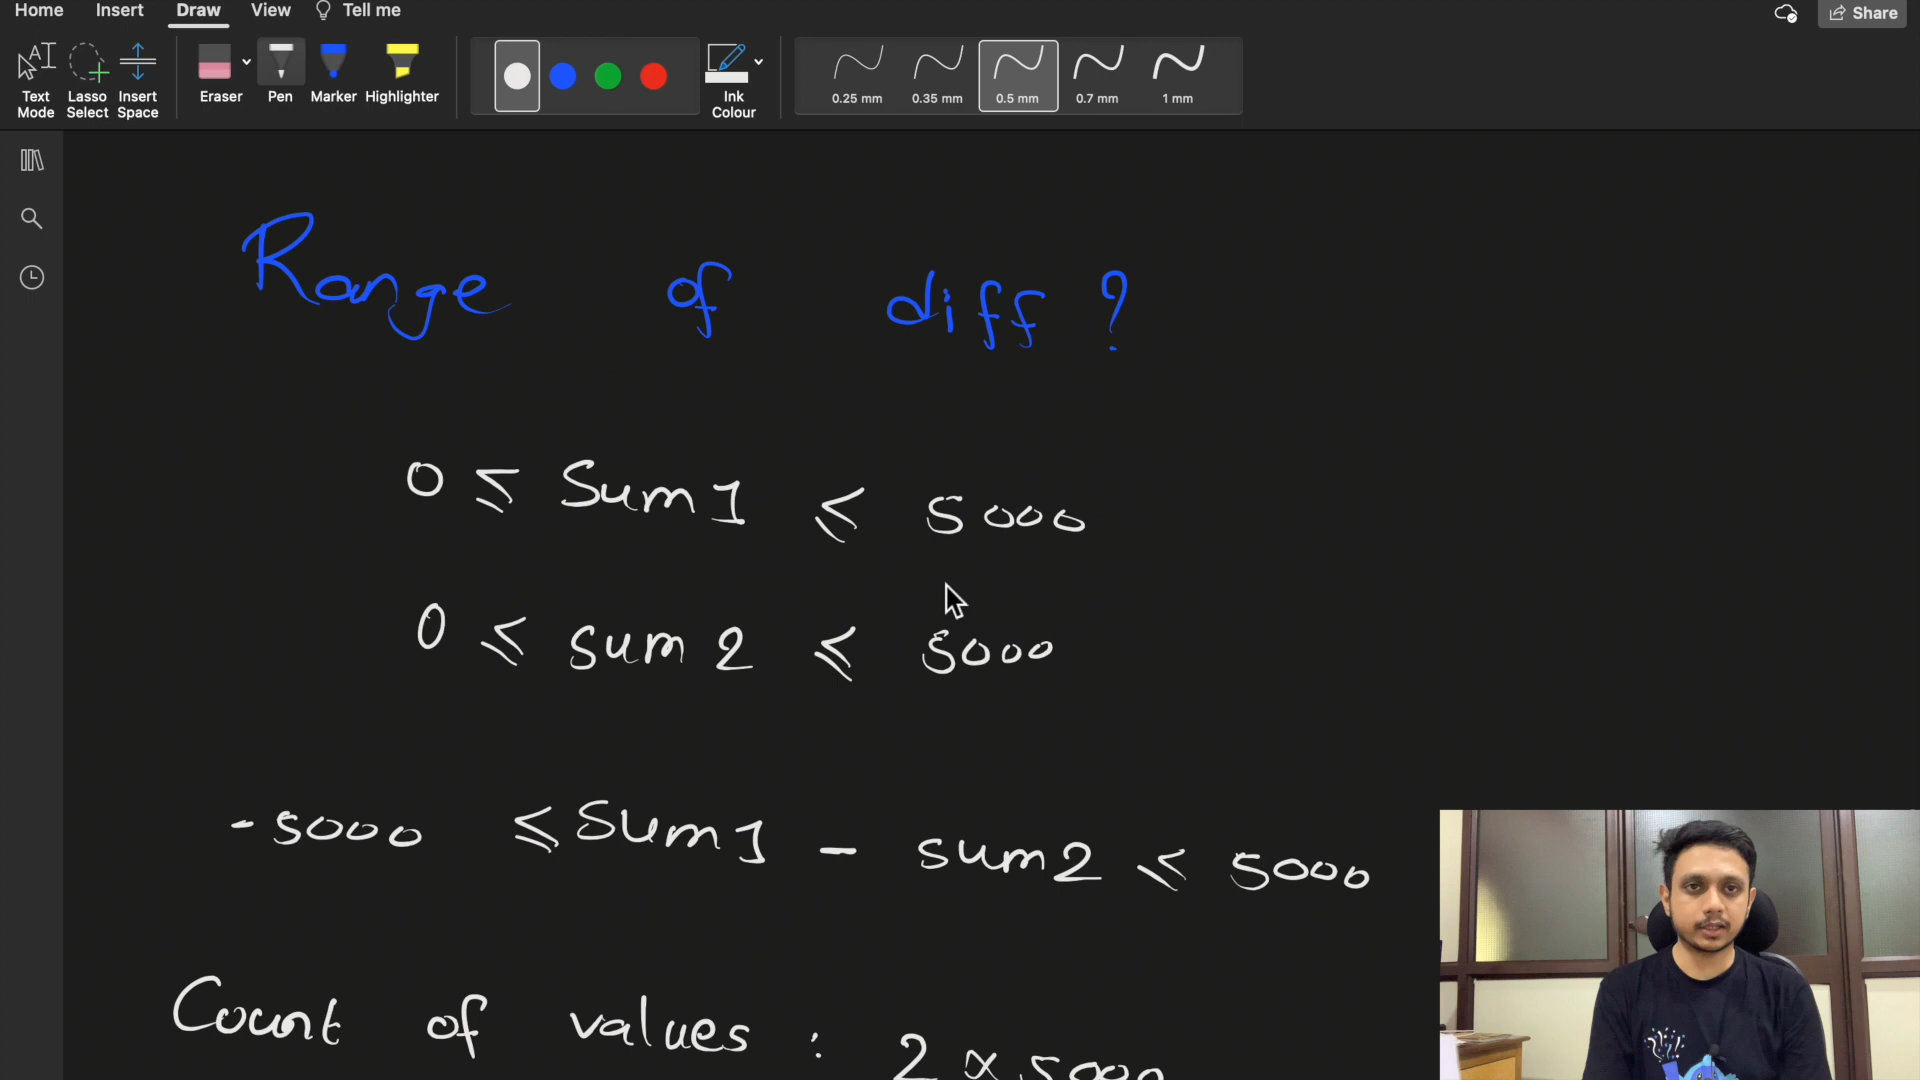 Home Insert Draw View Tell me Share
Text Mode Lasso Select Insert Space Eraser Pen Marker Highlighter Ink Colour 0.25 mm 0.35 mm 0.5 mm 0.7 mm 1 mm
Range of diff?
0 ≤ Sum1 ≤ 5000
0 ≤ sum2 ≤ 5000
-5000 ≤ Sum1 - sum2 ≤ 5000
Count of values : 2 x 5000